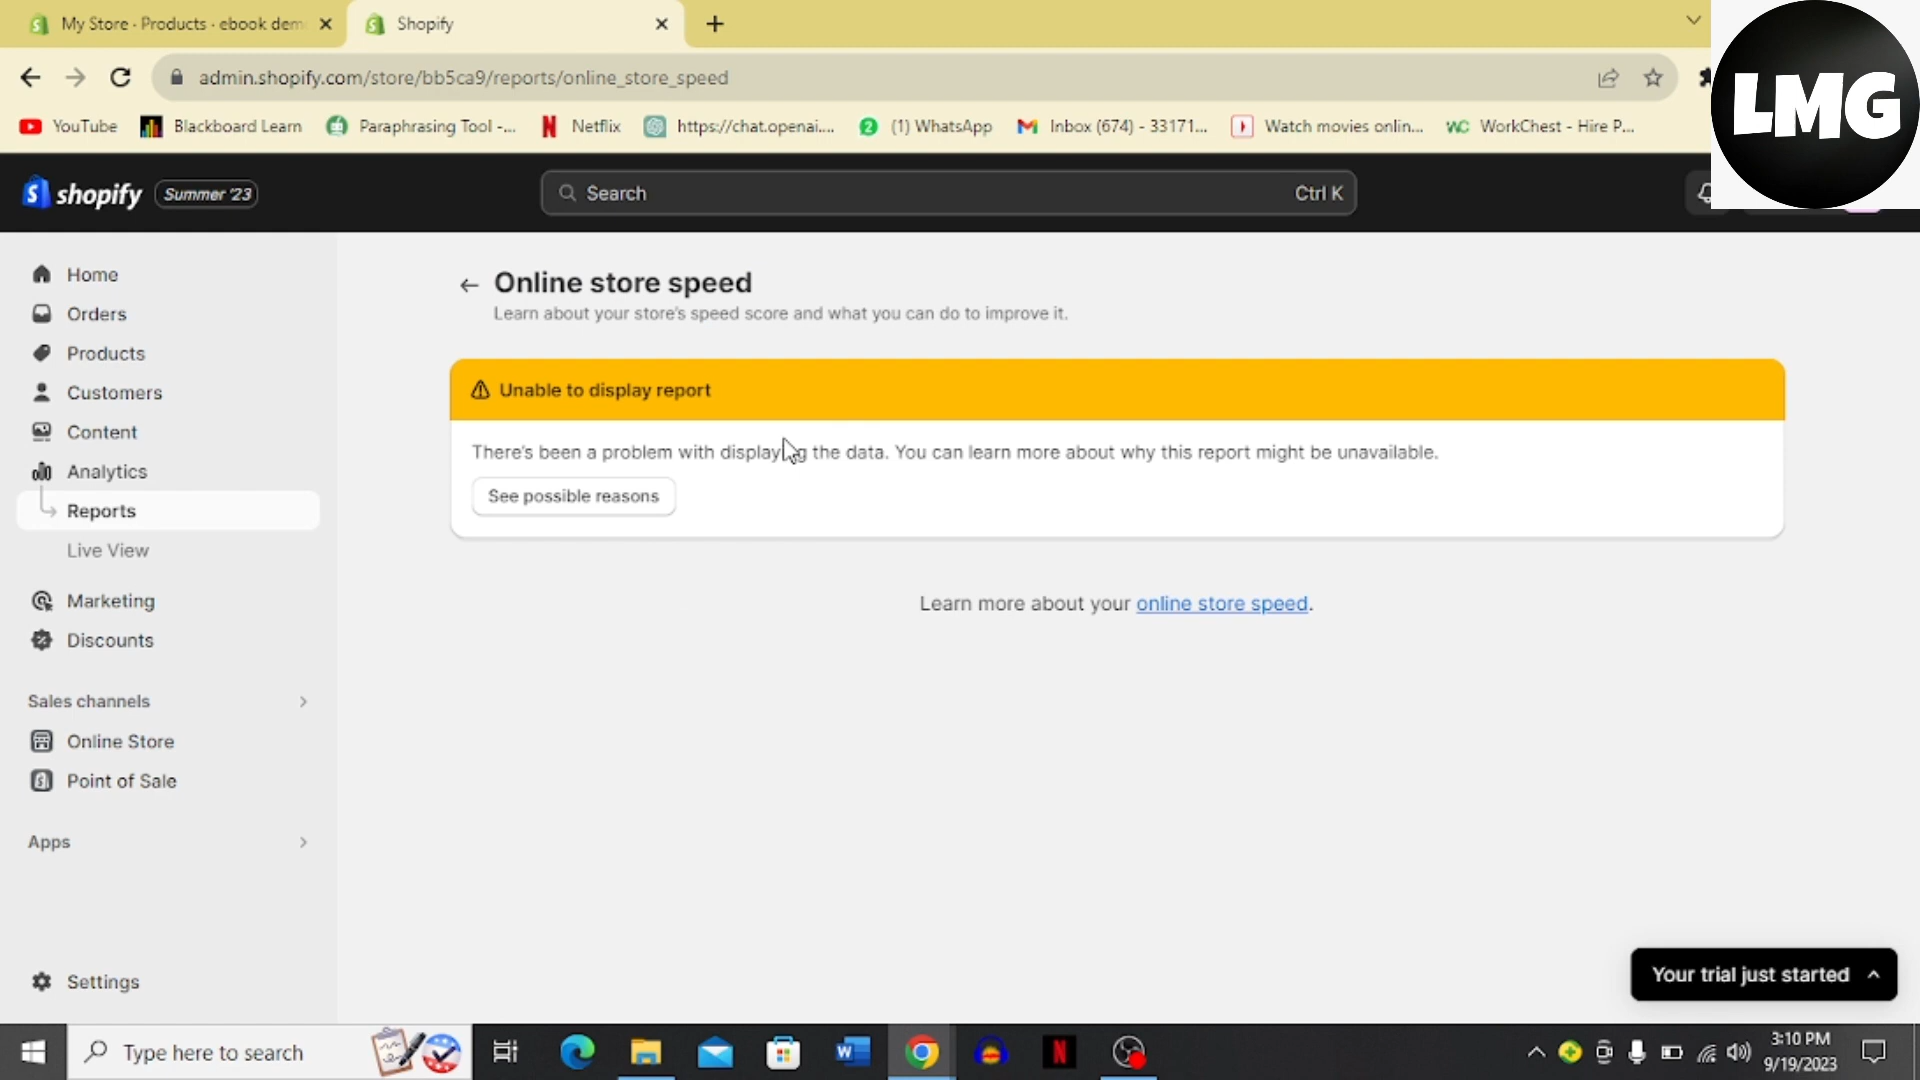 My Store · Products · ebook dem
Shopify
admin.shopify.com/store/bb5ca9/reports/online_store_speed
YouTube
Blackboard Learn
Paraphrasing Tool -...
Netflix
https://chat.openai....
(1) WhatsApp
Inbox (674) - 33171...
Watch movies onlin...
WorkChest - Hire P...
LMG
shopify
Summer '23
Search
Ctrl K
Home
Orders
Products
Customers
Content
Analytics
Reports
Live View
Marketing
Discounts
Sales channels
Online Store
Point of Sale
Apps
Settings
Online store speed
Learn about your store's speed score and what you can do to improve it.
Unable to display report
There's been a problem with displaying the data. You can learn more about why this report might be unavailable.
See possible reasons
Learn more about your online store speed.
Your trial just started
Type here to search
3:10 PM
9/19/2023